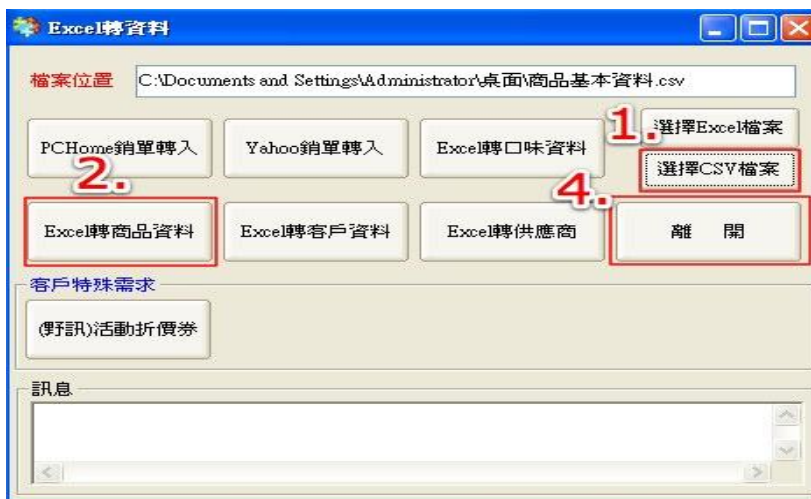 Excel轉資料
檔案位置 C:\Documents and Settings\Administrator\桌面\商品基本資料.csv
1.
選擇Excel檔案
PCHome銷單轉入 Yahoo銷單轉入 Excel轉口味資料
選擇CSV檔案
2.
4.
Excel轉商品資料 Excel轉客戶資料 Excel轉供應商 離 開
客戶特殊需求
(野訊)活動折價券
訊息